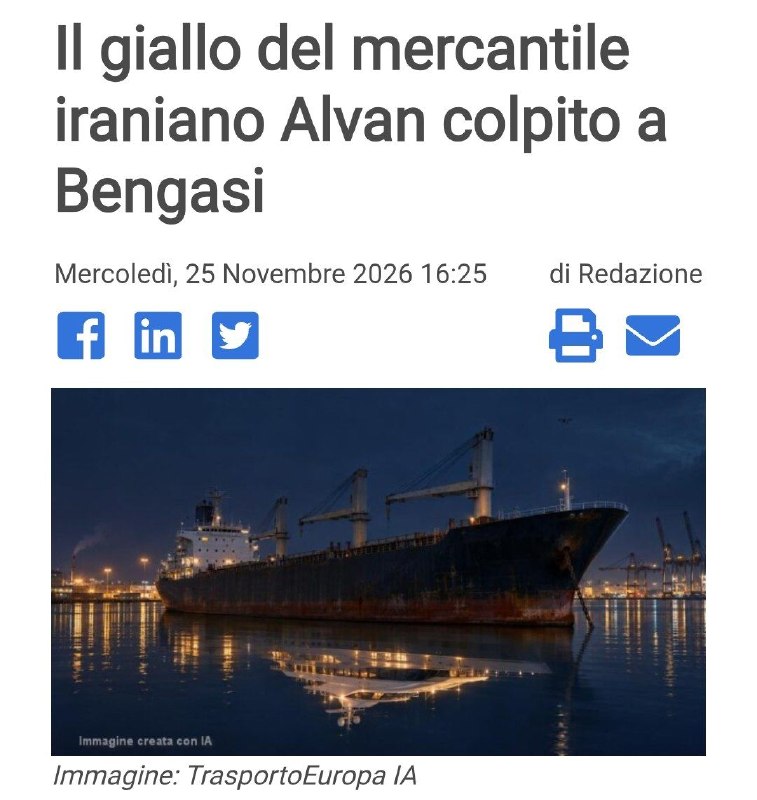 Il giallo del mercantile
iraniano Alvan colpito a
Bengasi
Mercoledì, 25 Novembre 2026 16:25 di Redazione
Immagine creata con IA
Immagine: TrasportoEuropa IA